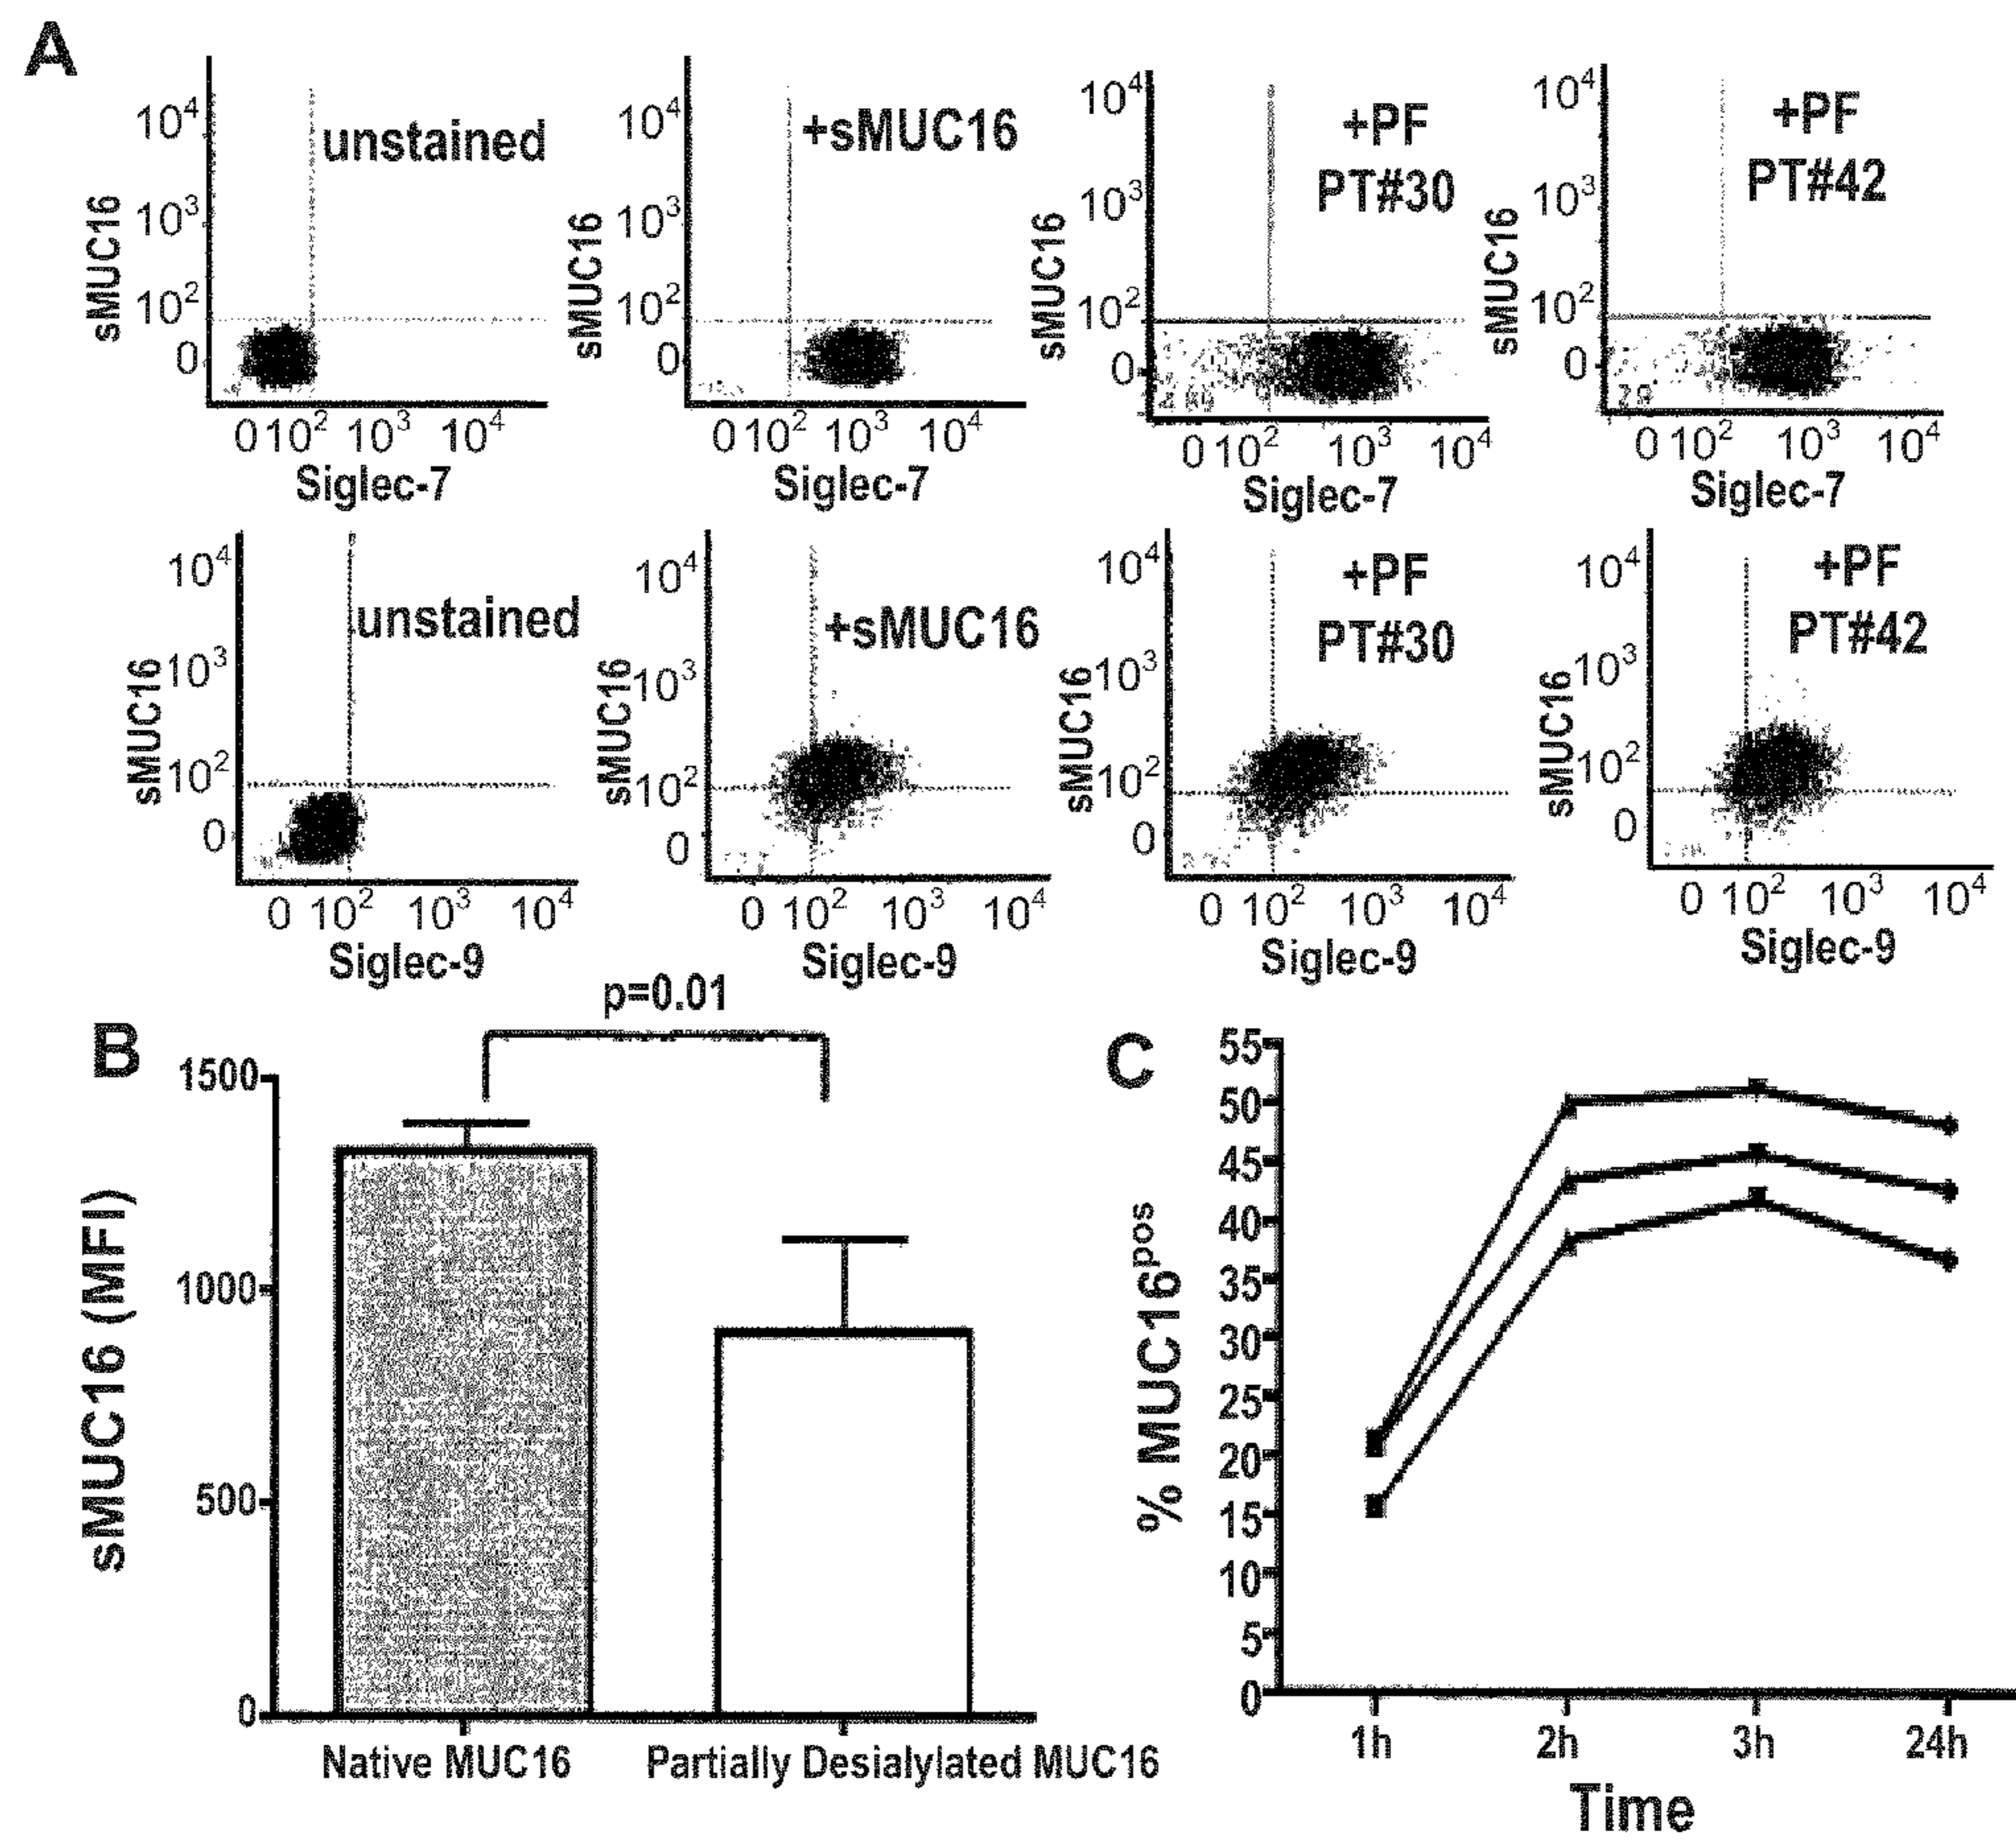 A
10⁴
10³
10²
0
sMUC16
unstained
0 10² 10³ 10⁴
Siglec-7
10⁴
10³
10²
0
sMUC16
+sMUC16
0 10² 10³ 10⁴
Siglec-7
10⁴
10³
10²
0
sMUC16
+PF
PT#30
0 10² 10³ 10⁴
Siglec-7
10⁴
10³
10²
0
sMUC16
+PF
PT#42
0 10² 10³ 10⁴
Siglec-7
10⁴
10³
10²
0
sMUC16
unstained
0 10² 10³ 10⁴
Siglec-9
10⁴
10³
10²
0
sMUC16
+sMUC16
0 10² 10³ 10⁴
Siglec-9
10⁴
10³
10²
0
sMUC16
+PF
PT#30
0 10² 10³ 10⁴
Siglec-9
10⁴
10³
10²
0
sMUC16
+PF
PT#42
0 10² 10³ 10⁴
Siglec-9
B
p=0.01
1500
1000
500
0
sMUC16 (MFI)
Native MUC16
Partially Desialylated MUC16
C
55
50
45
40
35
30
25
20
15
10
5
0
% MUC16ᵖᵒˢ
1h 2h 3h 24h
Time